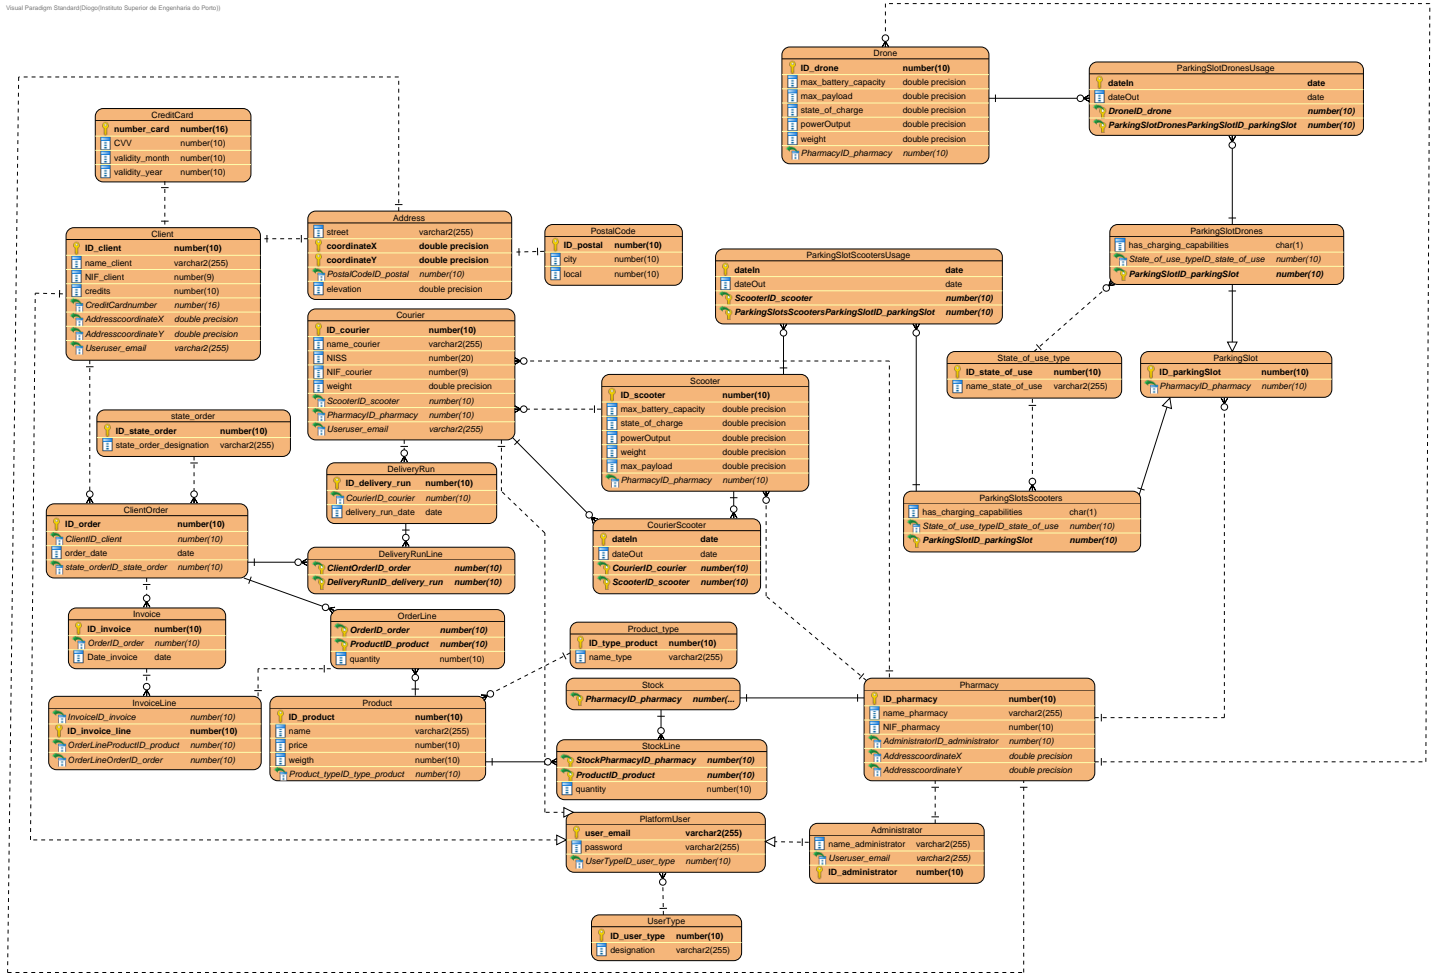 Visual Paradigm Standard(Diogo(Instituto Superior de Engenharia do Porto))
Drone
ID_drone number(10)
max_battery_capacity double precision
max_payload double precision
state_of_charge double precision
powerOutput double precision
weight double precision
PharmacyID_pharmacy number(10)
ParkingSlotDronesUsage
dateIn date
dateOut date
DroneID_drone number(10)
ParkingSlotDronesParkingSlotID_parkingSlot number(10)
CreditCard
number_card number(16)
CVV number(10)
validity_month number(10)
validity_year number(10)
Client
ID_client number(10)
name_client varchar2(255)
NIF_client number(9)
credits number(10)
CreditCardnumber number(16)
AddresscoordinateX double precision
AddresscoordinateY double precision
Useruser_email varchar2(255)
Address
street varchar2(255)
coordinateX double precision
coordinateY double precision
PostalCodeID_postal number(10)
elevation double precision
PostalCode
ID_postal number(10)
city number(10)
local number(10)
ParkingSlotScootersUsage
dateIn date
dateOut date
ScooterID_scooter number(10)
ParkingSlotsScootersParkingSlotID_parkingSlot number(10)
ParkingSlotDrones
has_charging_capabilities char(1)
State_of_use_typeID_state_of_use number(10)
ParkingSlotID_parkingSlot number(10)
Courier
ID_courier number(10)
name_courier varchar2(255)
NISS number(20)
NIF_courier number(9)
weight double precision
ScooterID_scooter number(10)
PharmacyID_pharmacy number(10)
Useruser_email varchar2(255)
State_of_use_type
ID_state_of_use number(10)
name_state_of_use varchar2(255)
ParkingSlot
ID_parkingSlot number(10)
PharmacyID_pharmacy number(10)
Scooter
ID_scooter number(10)
max_battery_capacity double precision
state_of_charge double precision
powerOutput double precision
weight double precision
max_payload double precision
PharmacyID_pharmacy number(10)
state_order
ID_state_order number(10)
state_order_designation varchar2(255)
DeliveryRun
ID_delivery_run number(10)
CourierID_courier number(10)
delivery_run_date date
ParkingSlotsScooters
has_charging_capabilities char(1)
State_of_use_typeID_state_of_use number(10)
ParkingSlotID_parkingSlot number(10)
ClientOrder
ID_order number(10)
ClientID_client number(10)
order_date date
state_orderID_state_order number(10)
CourierScooter
dateIn date
dateOut date
CourierID_courier number(10)
ScooterID_scooter number(10)
DeliveryRunLine
ClientOrderID_order number(10)
DeliveryRunID_delivery_run number(10)
Invoice
ID_invoice number(10)
OrderID_order number(10)
Date_invoice date
OrderLine
OrderID_order number(10)
ProductID_product number(10)
quantity number(10)
Product_type
ID_type_product number(10)
name_type varchar2(255)
Stock
PharmacyID_pharmacy number(...
Pharmacy
ID_pharmacy number(10)
name_pharmacy varchar2(255)
NIF_pharmacy number(10)
AdministratorID_administrator number(10)
AddresscoordinateX double precision
AddresscoordinateY double precision
InvoiceLine
InvoiceID_invoice number(10)
ID_invoice_line number(10)
OrderLineProductID_product number(10)
OrderLineOrderID_order number(10)
Product
ID_product number(10)
name varchar2(255)
price number(10)
weigth number(10)
Product_typeID_type_product number(10)
StockLine
StockPharmacyID_pharmacy number(10)
ProductID_product number(10)
quantity number(10)
PlatformUser
user_email varchar2(255)
password varchar2(255)
UserTypeID_user_type number(10)
Administrator
name_administrator varchar2(255)
Useruser_email varchar2(255)
ID_administrator number(10)
UserType
ID_user_type number(10)
designation varchar2(255)